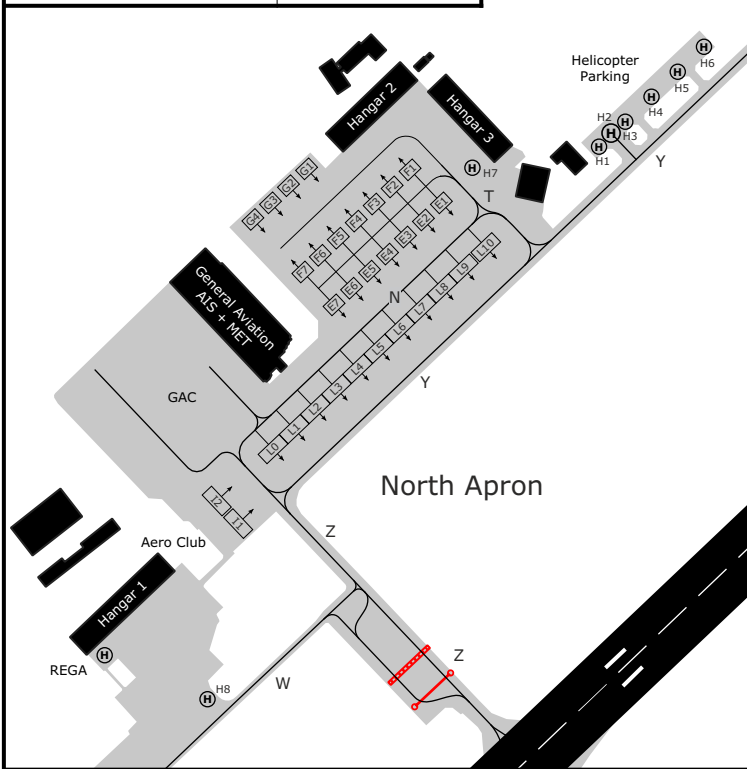 Helicopter
Parking
H6
H5
H4
H2
H3
H1
H
H
H
H
H
H
Y
Hangar 2
Hangar 3
H
H7
T
G1
G2
G3
G4
F1
F2
F3
F4
F5
F6
F7
E1
E2
E3
E4
E5
E6
E7
N
General Aviation
AIS + MET
L10
L9
L8
L7
L6
L5
L4
L3
L2
L1
L0
Y
GAC
North Apron
I2
I1
Z
Aero Club
Hangar 1
REGA
H
Z
W
H
H8